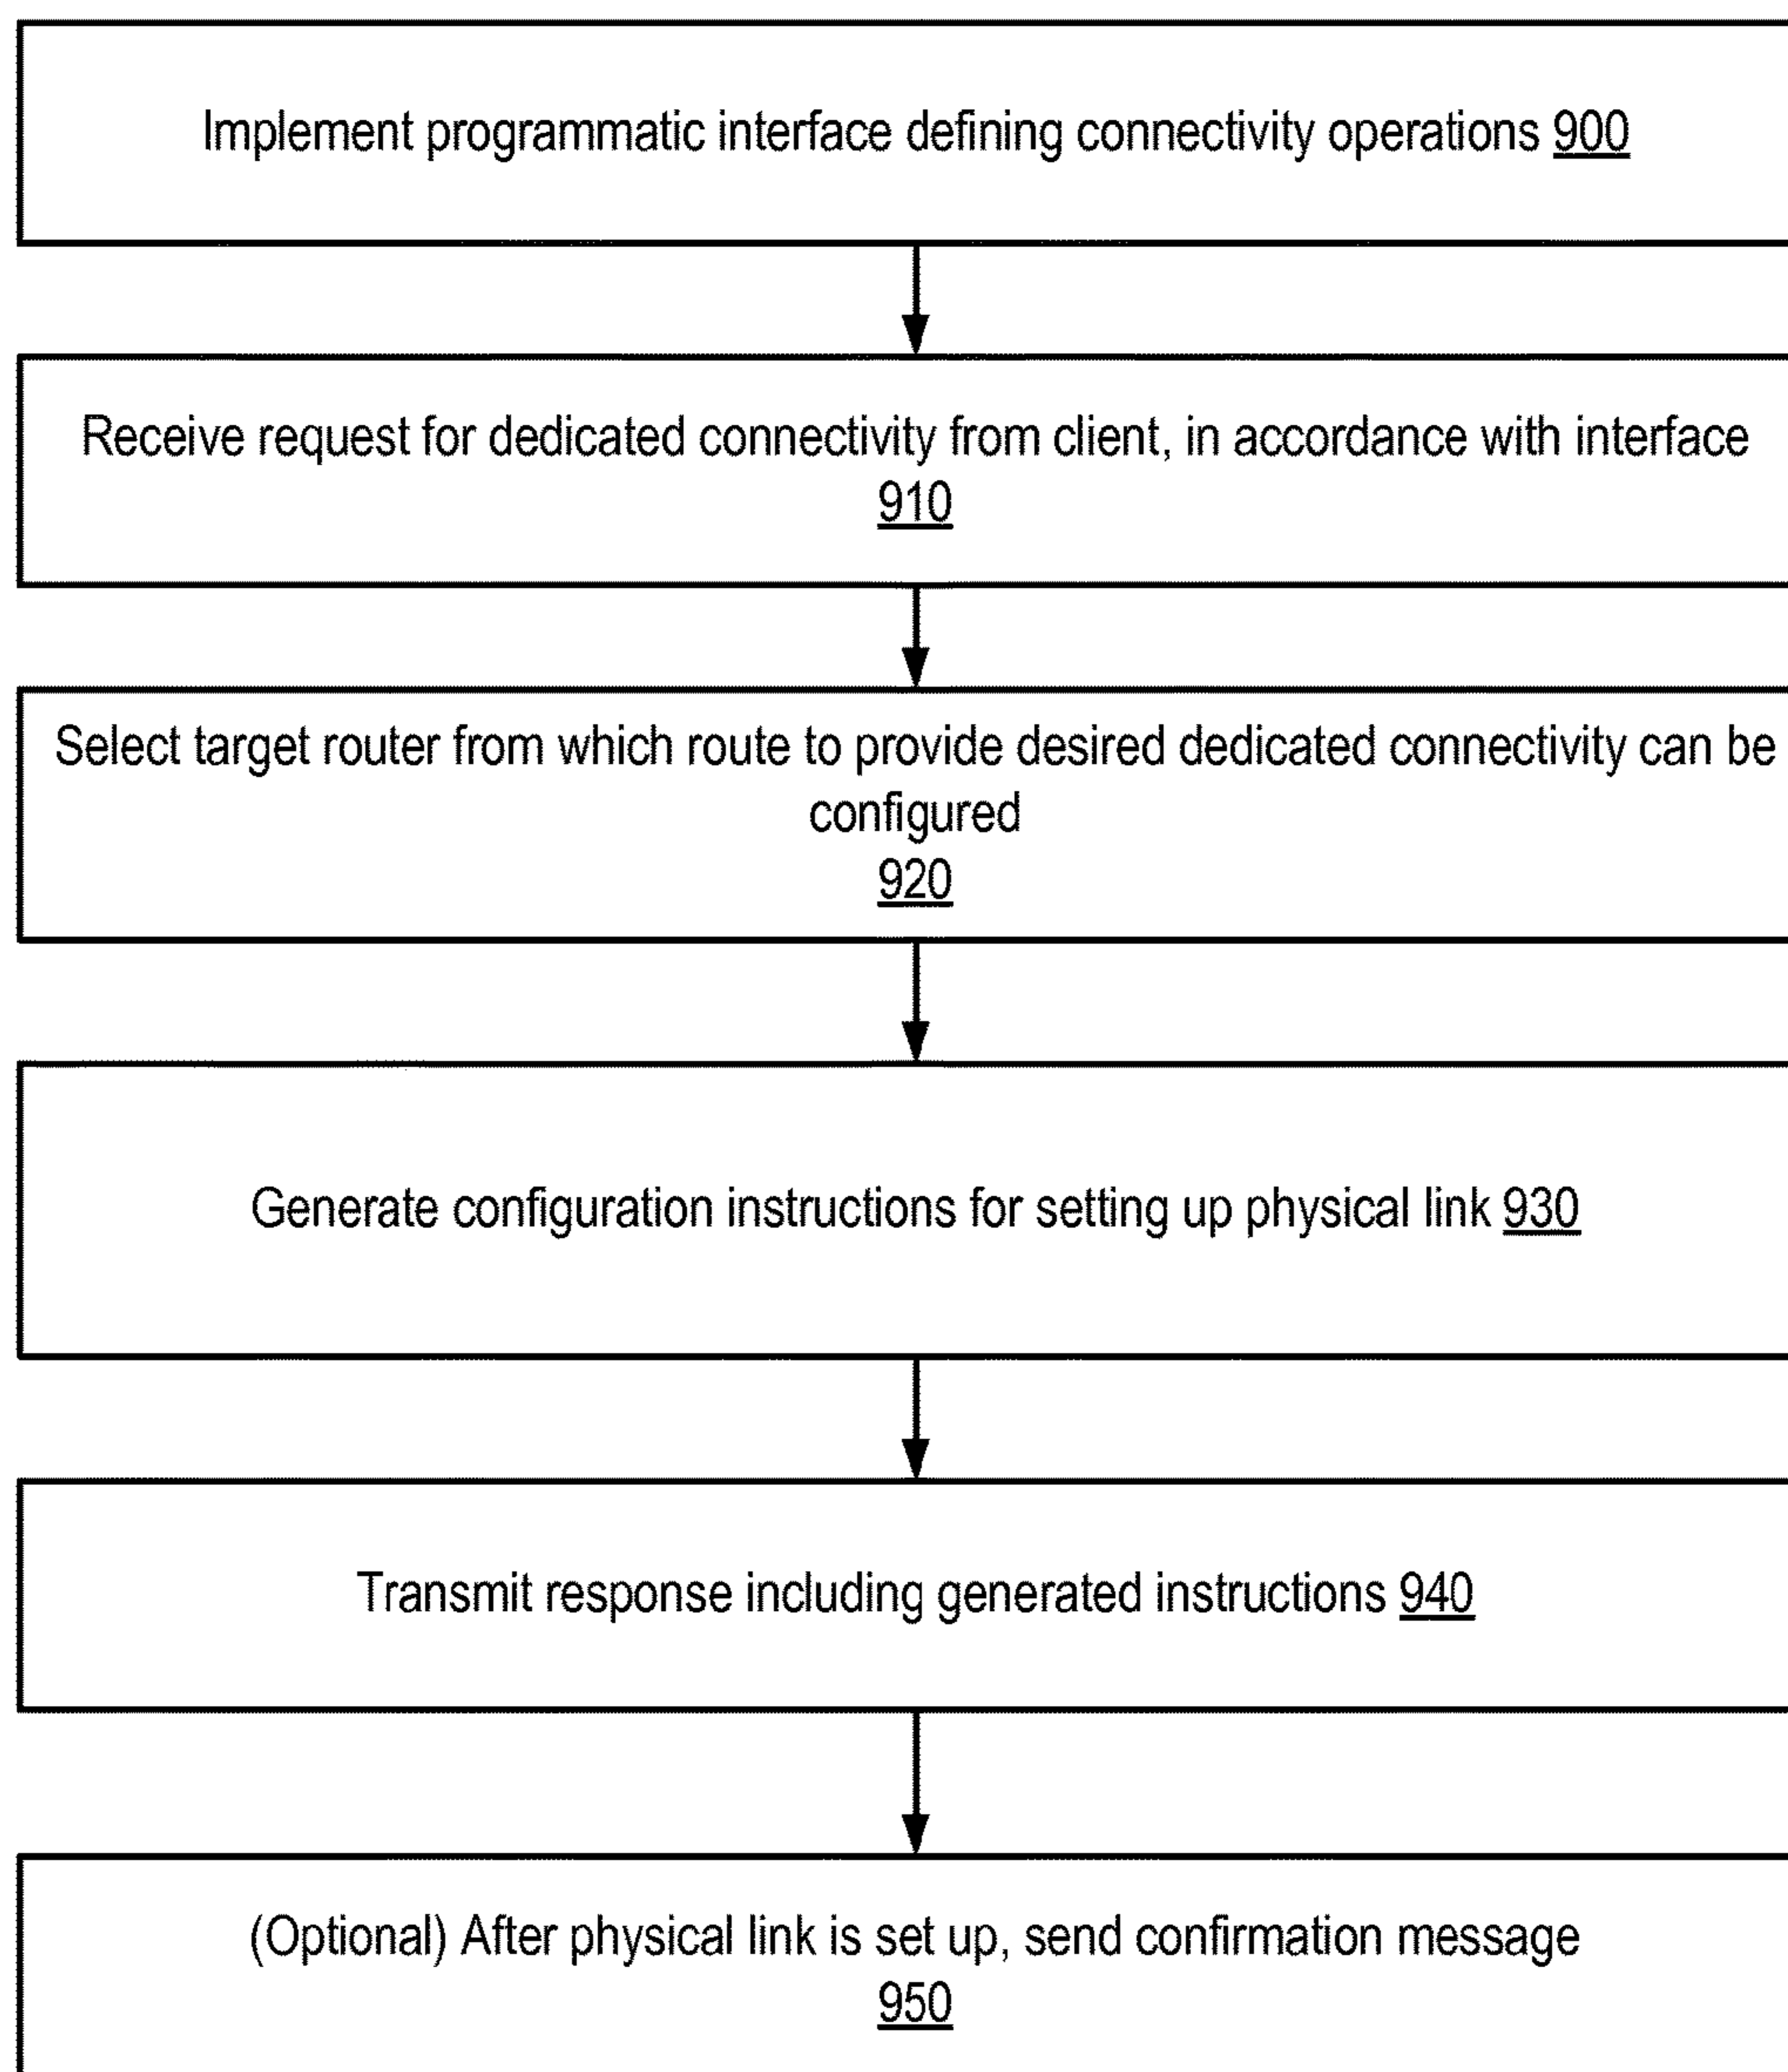 Implement programmatic interface defining connectivity operations 900
Receive request for dedicated connectivity from client, in accordance with interface
910
Select target router from which route to provide desired dedicated connectivity can be
configured
920
Generate configuration instructions for setting up physical link 930
Transmit response including generated instructions 940
(Optional) After physical link is set up, send confirmation message
950